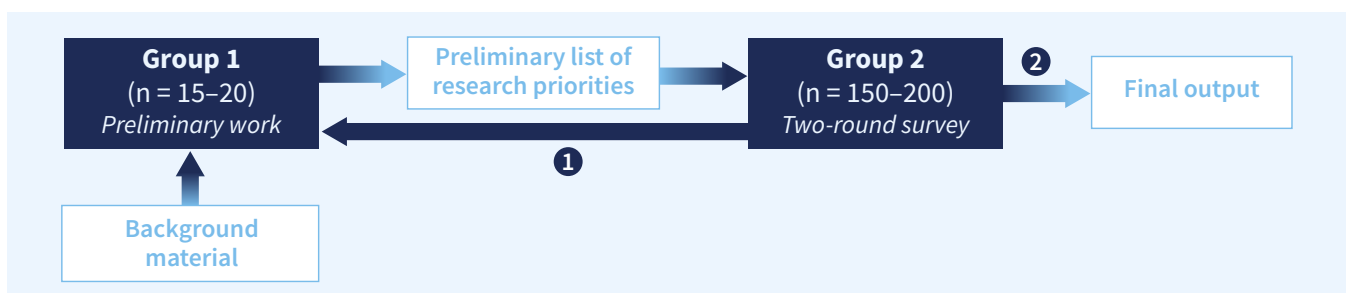 Group 1
(n = 15–20)
Preliminary work
Preliminary list of
research priorities
Group 2
(n = 150–200)
Two-round survey
2
Final output
1
Background
material